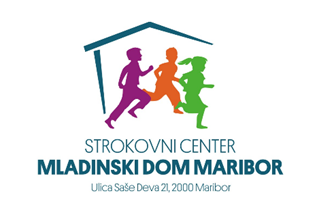 STROKOVNI CENTER
MLADINSKI DOM MARIBOR
Ulica Saše Deva 21, 2000 Maribor